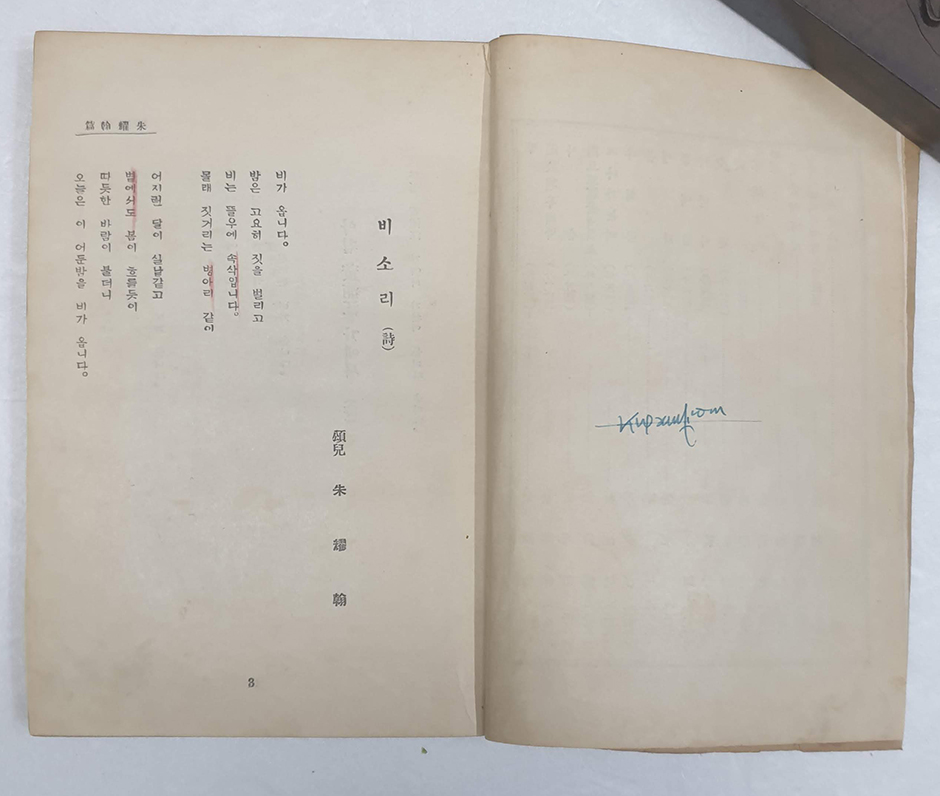 朱耀翰篇
비소리 (詩)
頌兒 朱耀翰
비가 옵니다。
밤은 고요히 짓을 벌리고
비는 뜰우에 속삭입니다。
몰래 짓거리는 병아리 같이
어지런 달이 실낱같고
별에서도 봄이 흐를듯이
따듯한 바람이 불더니
오늘은 이 어둔밤을 비가 옵니다。
3